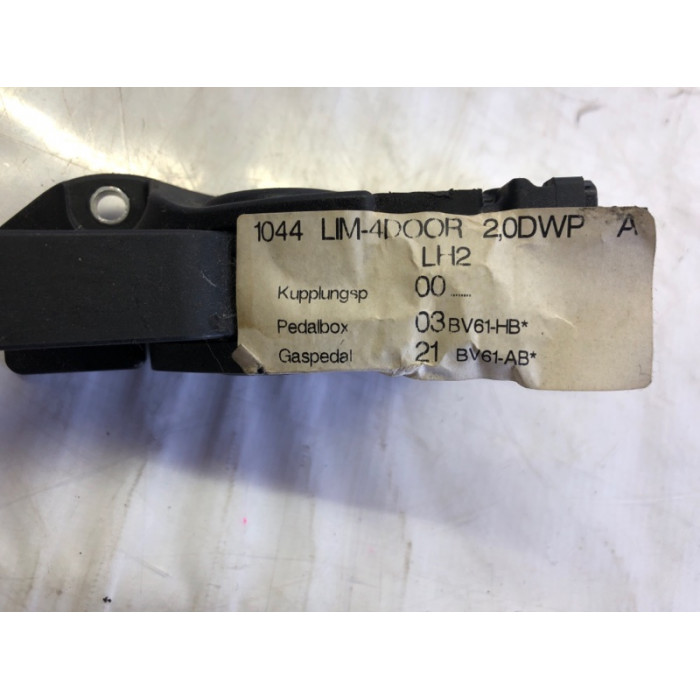 1044 LIM-4DOOR 2,0DWP A
LH2
Kupplungsp 00 ......
Pedalbox 03 BV61-HB*
Gaspedal 21 BV61-AB*